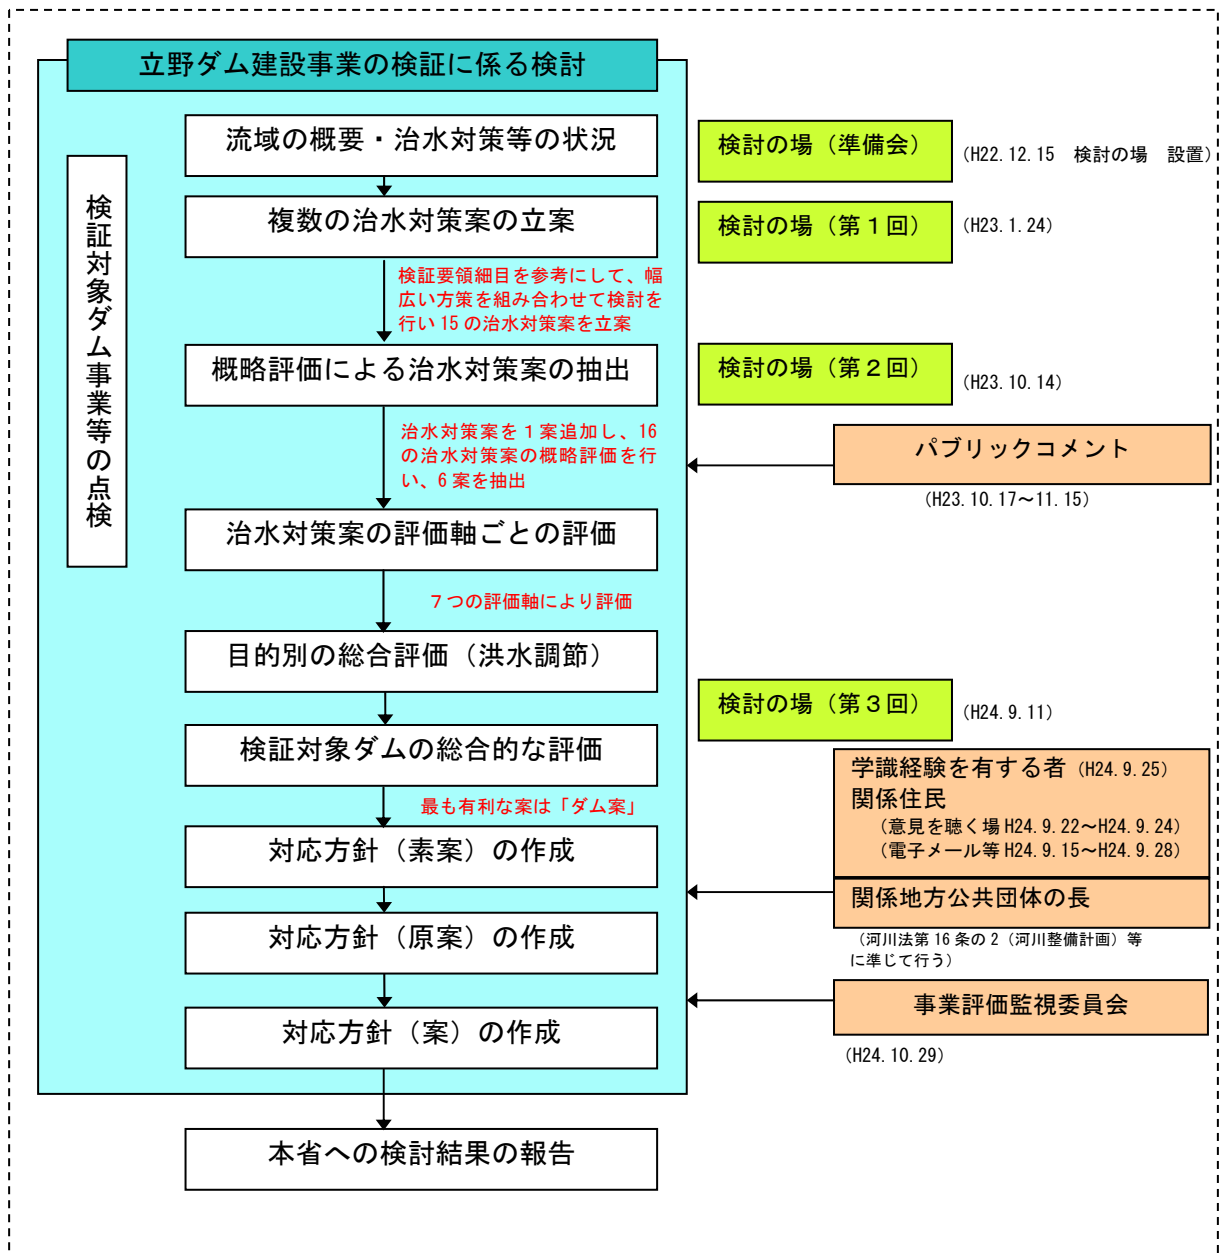 立野ダム建設事業の検証に係る検討
検証対象ダム事業等の点検
流域の概要・治水対策等の状況
検討の場（準備会）
（H22.12.15　検討の場　設置）
複数の治水対策案の立案
検討の場（第１回）
（H23.1.24）
検証要領細目を参考にして、幅
広い方策を組み合わせて検討を
行い 15 の治水対策案を立案
概略評価による治水対策案の抽出
検討の場（第２回）
（H23.10.14）
治水対策案を１案追加し、16
の治水対策案の概略評価を行
い、6 案を抽出
パブリックコメント
（H23.10.17～11.15）
治水対策案の評価軸ごとの評価
７つの評価軸により評価
目的別の総合評価（洪水調節）
検討の場（第３回）
（H24.9.11）
検証対象ダムの総合的な評価
最も有利な案は「ダム案」
学識経験を有する者（H24.9.25）
関係住民
（意見を聴く場 H24.9.22～H24.9.24）
（電子メール等 H24.9.15～H24.9.28）
対応方針（素案）の作成
関係地方公共団体の長
（河川法第 16 条の 2（河川整備計画）等
に準じて行う）
対応方針（原案）の作成
事業評価監視委員会
（H24.10.29）
対応方針（案）の作成
本省への検討結果の報告